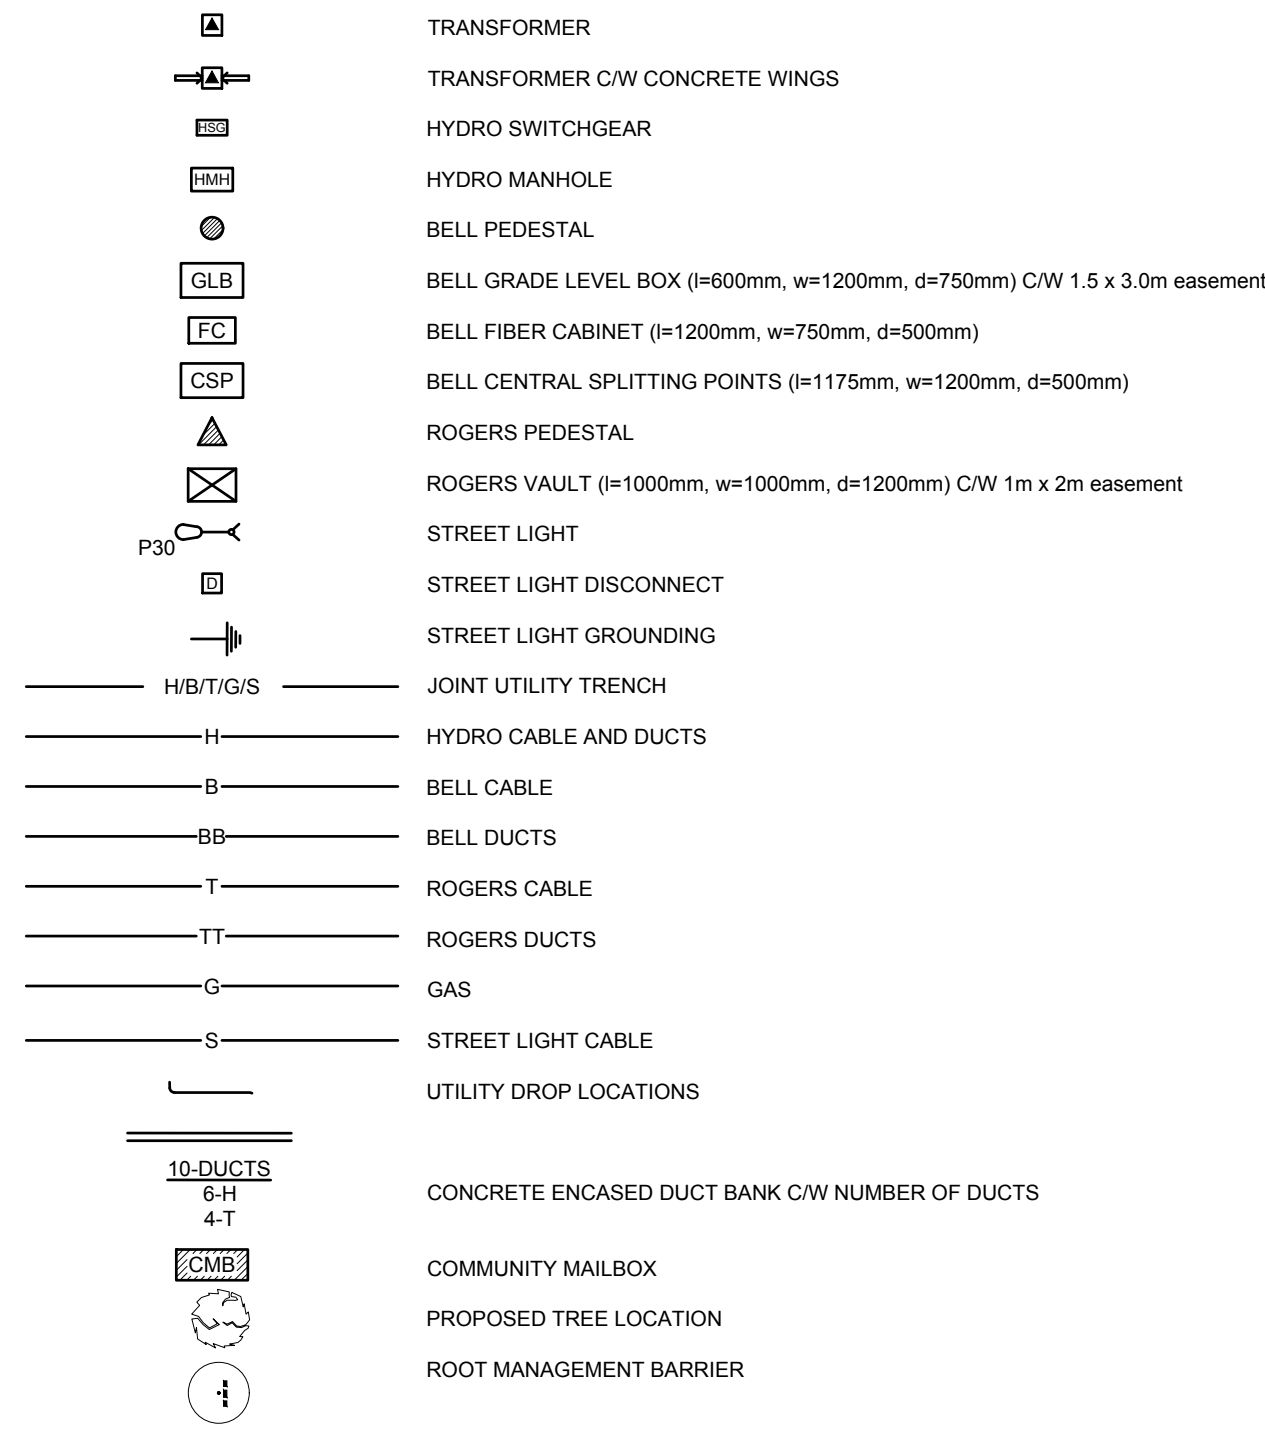 TRANSFORMER
TRANSFORMER C/W CONCRETE WINGS
HSG HYDRO SWITCHGEAR
HMH HYDRO MANHOLE
BELL PEDESTAL
GLB BELL GRADE LEVEL BOX (l=600mm, w=1200mm, d=750mm) C/W 1.5 x 3.0m easement
FC BELL FIBER CABINET (l=1200mm, w=750mm, d=500mm)
CSP BELL CENTRAL SPLITTING POINTS (l=1175mm, w=1200mm, d=500mm)
ROGERS PEDESTAL
ROGERS VAULT (l=1000mm, w=1000mm, d=1200mm) C/W 1m x 2m easement
P30 STREET LIGHT
D STREET LIGHT DISCONNECT
STREET LIGHT GROUNDING
H/B/T/G/S JOINT UTILITY TRENCH
H HYDRO CABLE AND DUCTS
B BELL CABLE
BB BELL DUCTS
T ROGERS CABLE
TT ROGERS DUCTS
G GAS
S STREET LIGHT CABLE
UTILITY DROP LOCATIONS
10-DUCTS
6-H CONCRETE ENCASED DUCT BANK C/W NUMBER OF DUCTS
4-T
CMB COMMUNITY MAILBOX
PROPOSED TREE LOCATION
ROOT MANAGEMENT BARRIER